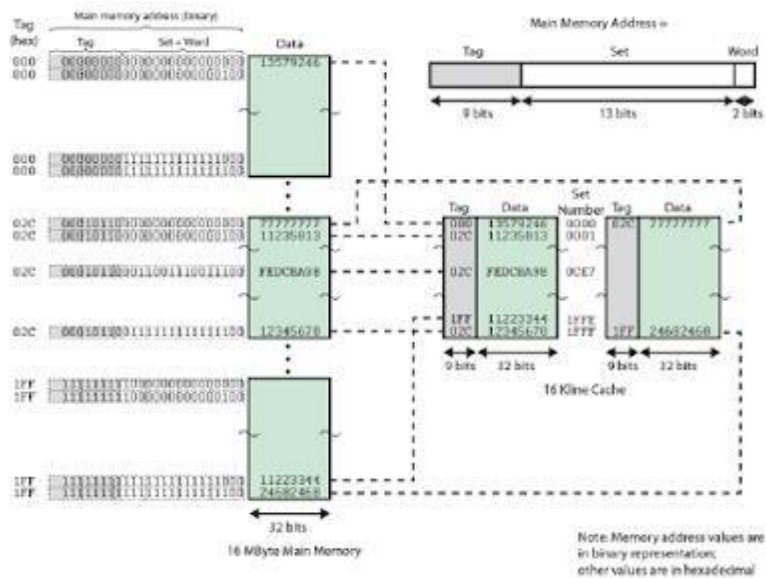 Tag
(hex)
Main memory address (binary)
Tag
Set + Word
Data
000
000
13579246
000
000
02C
77777777
02C
11235813
02C
FEDCBA98
02C
12345678
1FF
1FF
1FF
11223344
1FF
24682468
32 bits
16 MByte Main Memory
Main Memory Address =
Tag
Set
Word
9 bits
13 bits
2 bits
Tag
Data
Set
Number
Tag
Data
000
13579246
0000
02C
77777777
02C
11235813
0001
02C
FEDCBA98
0CE7
1FF
11223344
1FFE
02C
12345678
1FFF
1FF
24682468
9 bits
32 bits
9 bits
32 bits
16 Kline Cache
Note: Memory address values are
in binary representation;
other values are in hexadecimal